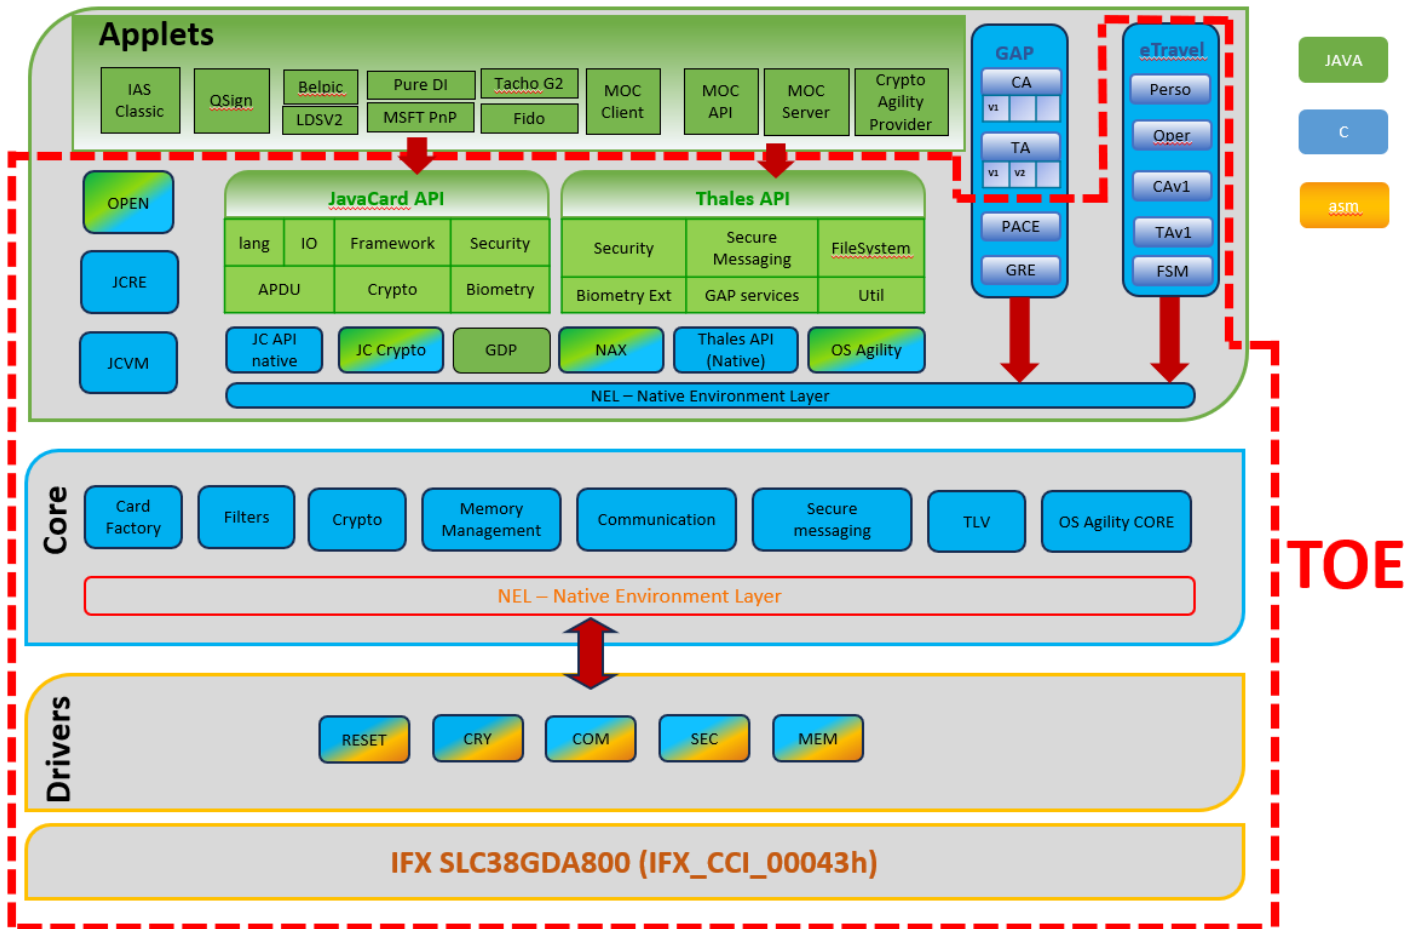 Applets
IAS
Classic
QSign
Belpic
LDSV2
Pure DI
MSFT PnP
Tacho G2
Fido
MOC
Client
MOC
API
MOC
Server
Crypto
Agility
Provider
GAP
CA
V1
TA
V1
V2
PACE
GRE
eTravel
Perso
Oper
CAv1
TAv1
FSM
JAVA
C
asm
OPEN
JCRE
JCVM
JavaCard API
lang
IO
Framework
Security
APDU
Crypto
Biometry
Thales API
Security
Secure
Messaging
FileSystem
Biometry Ext
GAP services
Util
JC API
native
JC Crypto
GDP
NAX
Thales API
(Native)
OS Agility
NEL – Native Environment Layer
Core
Card
Factory
Filters
Crypto
Memory
Management
Communication
Secure
messaging
TLV
OS Agility CORE
NEL – Native Environment Layer
TOE
Drivers
RESET
CRY
COM
SEC
MEM
IFX SLC38GDA800 (IFX_CCI_00043h)